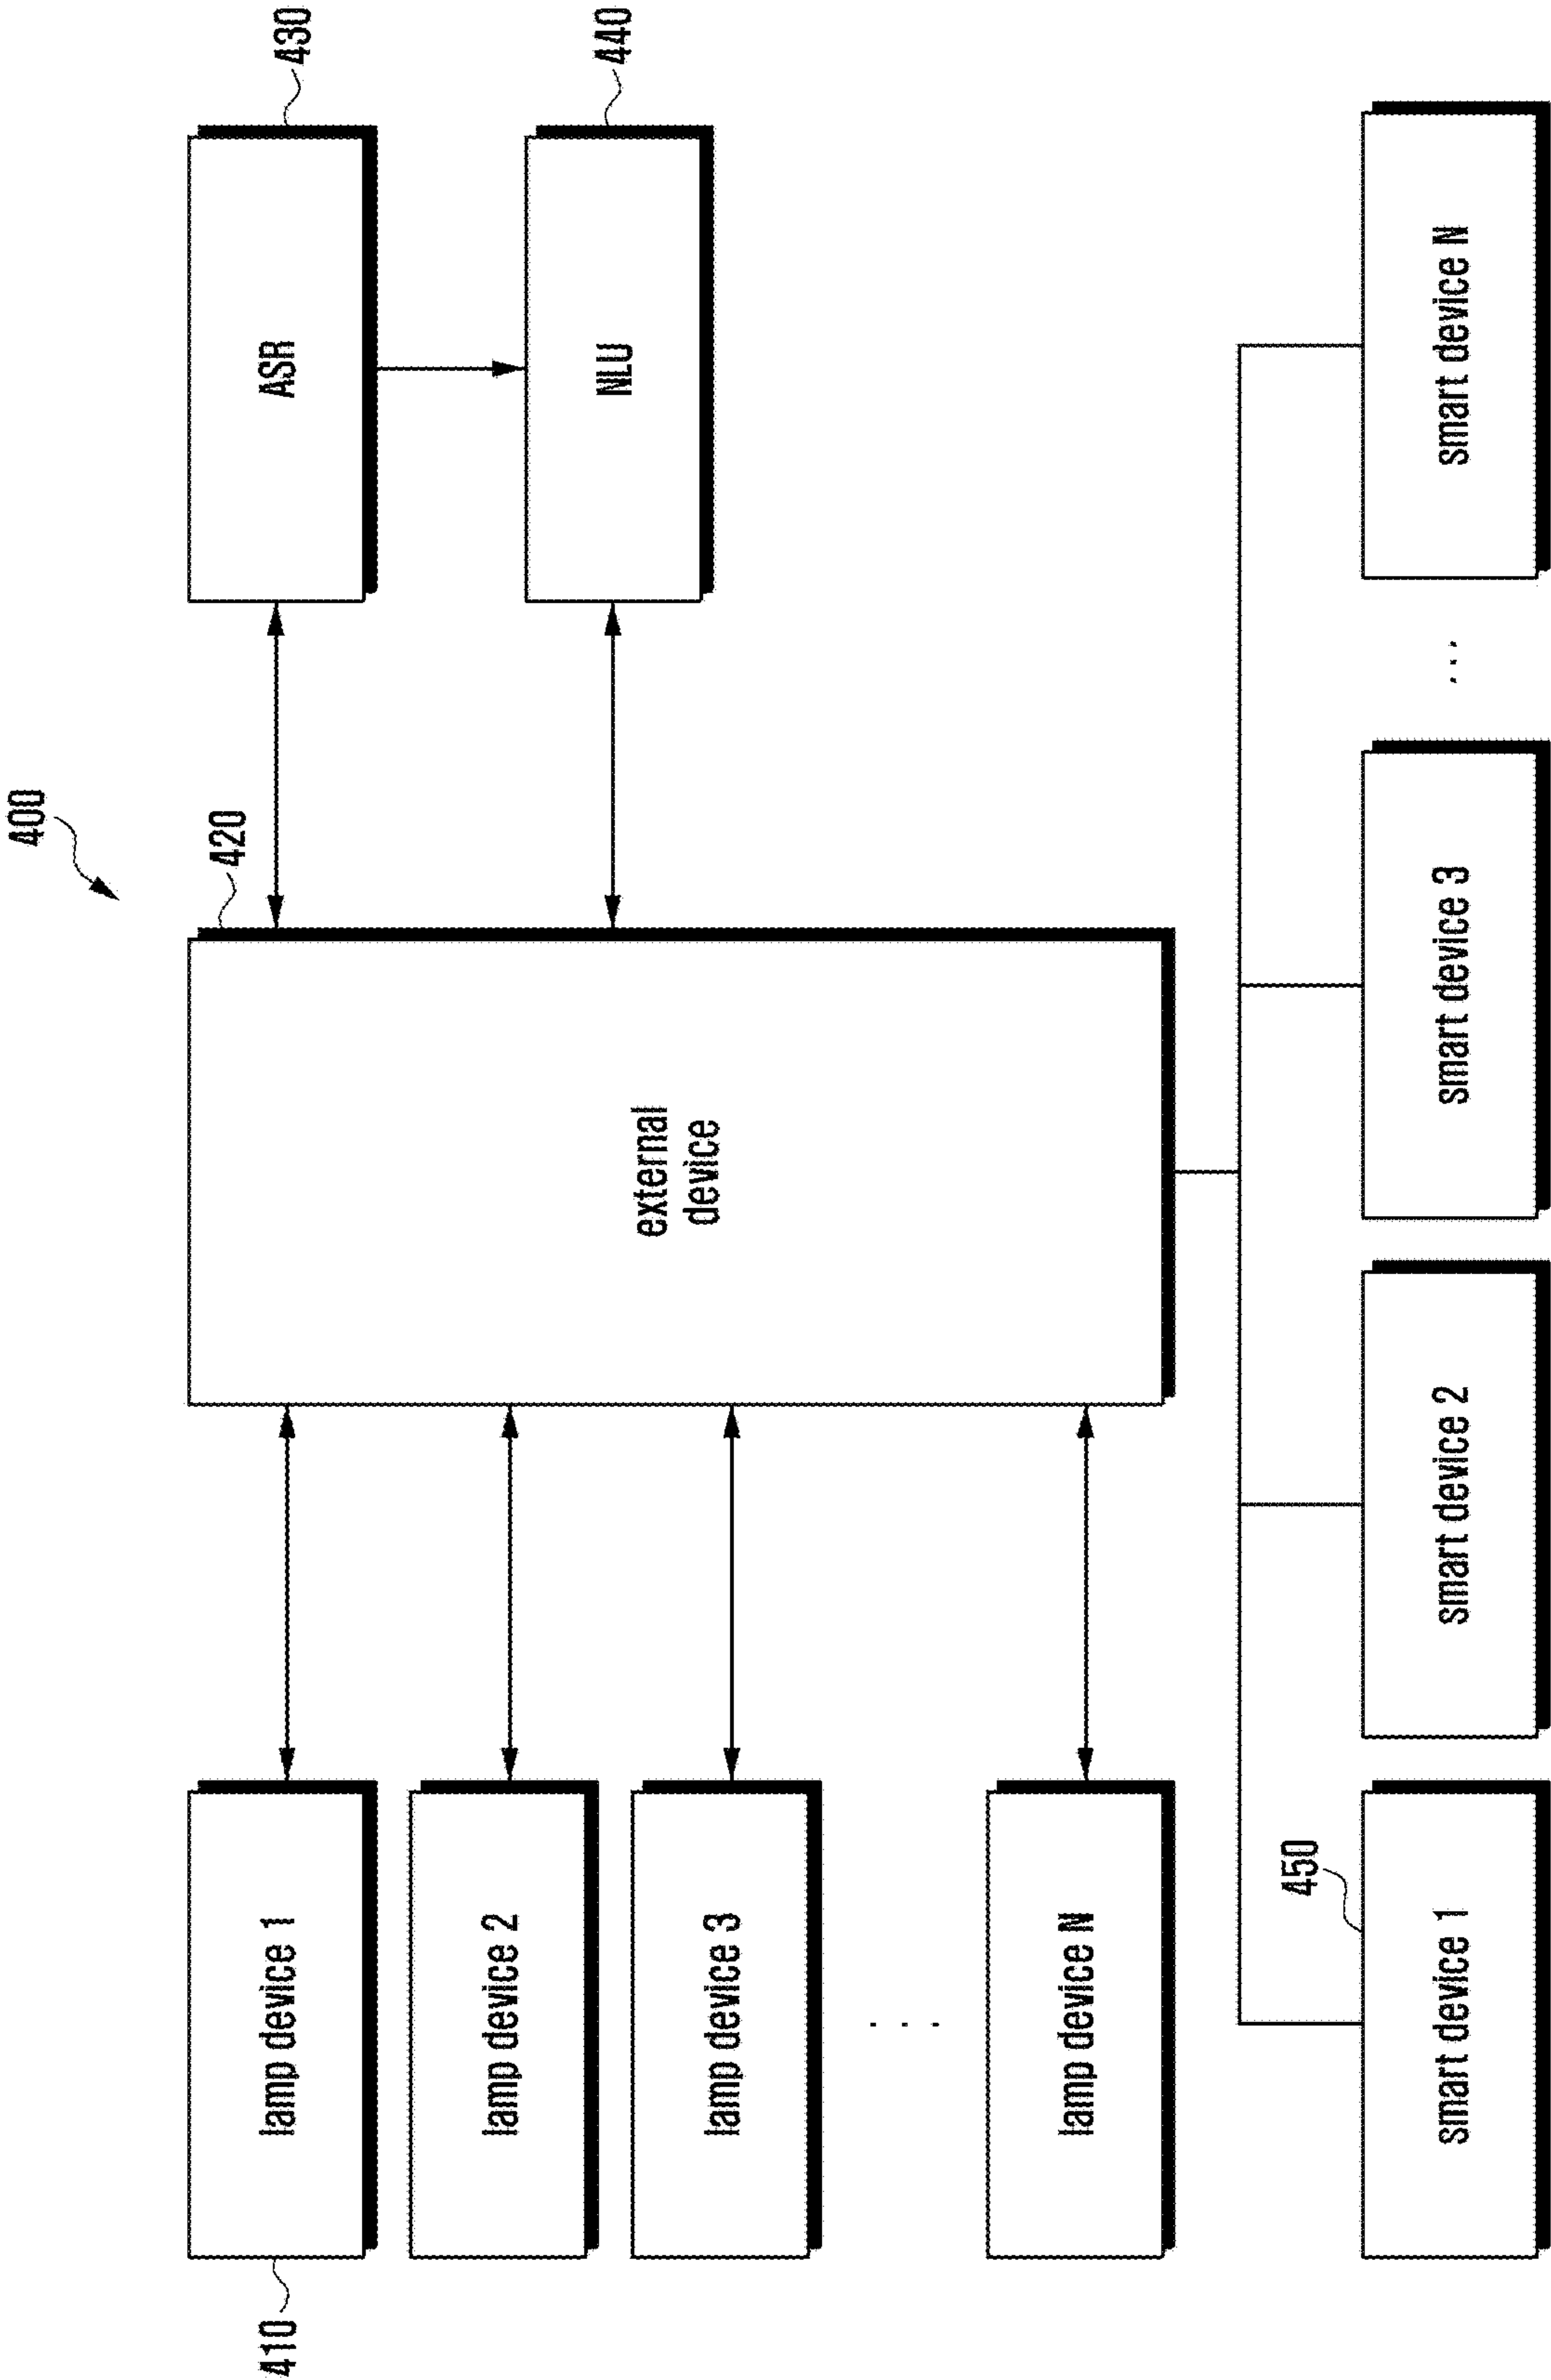 400
410
lamp device 1
lamp device 2
lamp device 3
. . .
lamp device N
420
external
device
430
ASR
440
NLU
450
smart device 1
smart device 2
smart device 3
...
smart device N